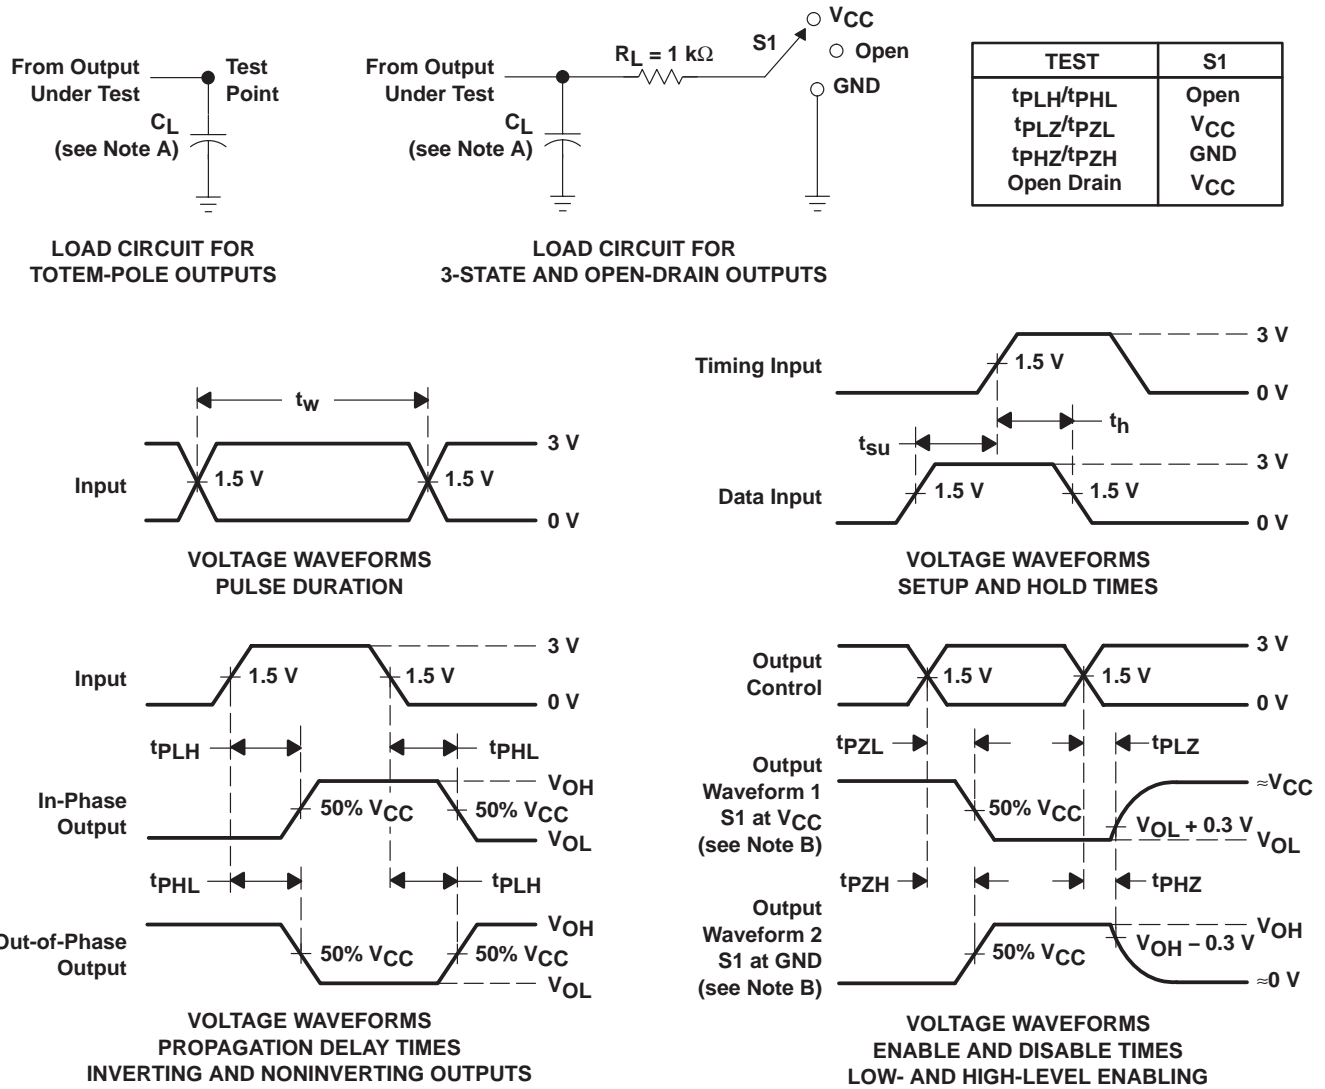 From Output
Under Test
Test
Point
CL
(see Note A)
LOAD CIRCUIT FOR
TOTEM-POLE OUTPUTS
From Output
Under Test
RL = 1 kΩ
S1
VCC
Open
GND
CL
(see Note A)
LOAD CIRCUIT FOR
3-STATE AND OPEN-DRAIN OUTPUTS
TEST S1
tPLH/tPHL Open
tPLZ/tPZL VCC
tPHZ/tPZH GND
Open Drain VCC
tw
Input
1.5 V
1.5 V
3 V
0 V
VOLTAGE WAVEFORMS
PULSE DURATION
Timing Input
1.5 V
3 V
0 V
tsu
th
Data Input
1.5 V
1.5 V
3 V
0 V
VOLTAGE WAVEFORMS
SETUP AND HOLD TIMES
Input
1.5 V
1.5 V
3 V
0 V
tPLH
tPHL
In-Phase
Output
50% VCC
50% VCC
VOH
VOL
tPHL
tPLH
Out-of-Phase
Output
50% VCC
50% VCC
VOH
VOL
VOLTAGE WAVEFORMS
PROPAGATION DELAY TIMES
INVERTING AND NONINVERTING OUTPUTS
Output
Control
1.5 V
1.5 V
3 V
0 V
tPZL
tPLZ
Output
Waveform 1
S1 at VCC
(see Note B)
50% VCC
VOL + 0.3 V
≈VCC
VOL
tPZH
tPHZ
Output
Waveform 2
S1 at GND
(see Note B)
50% VCC
VOH − 0.3 V
VOH
≈0 V
VOLTAGE WAVEFORMS
ENABLE AND DISABLE TIMES
LOW- AND HIGH-LEVEL ENABLING